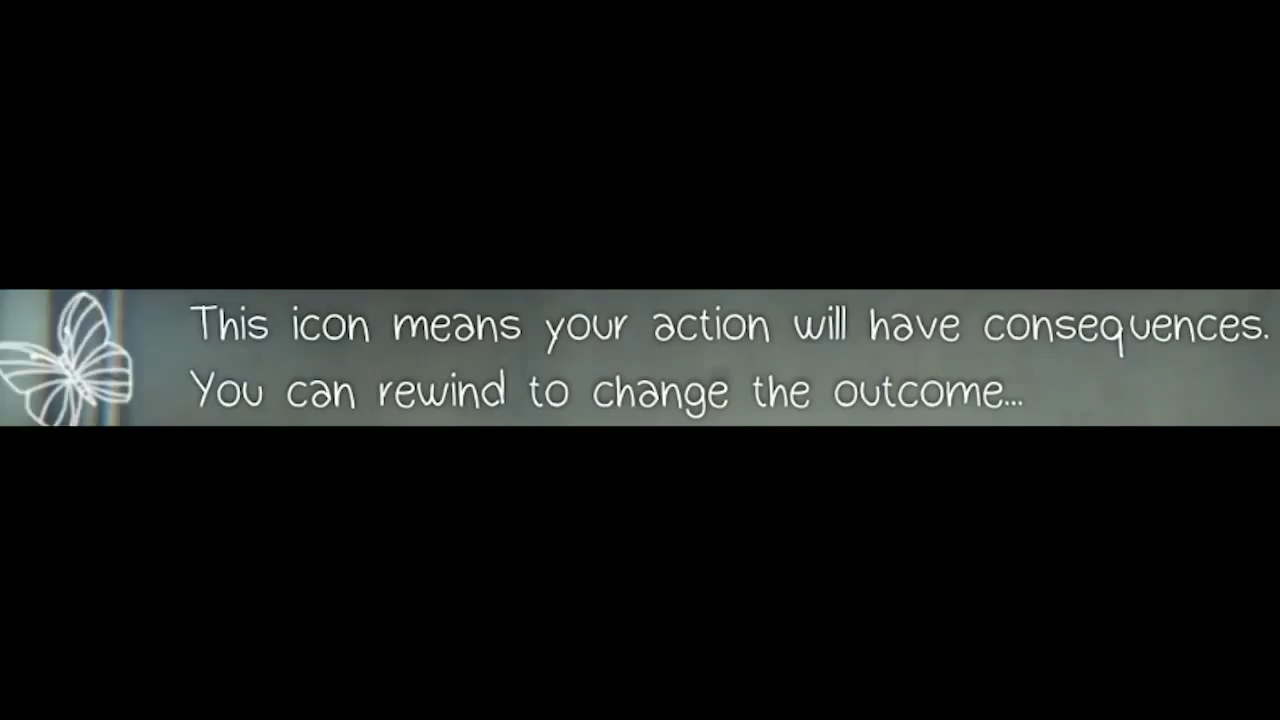 This icon means your action will have consequences.
You can rewind to change the outcome...